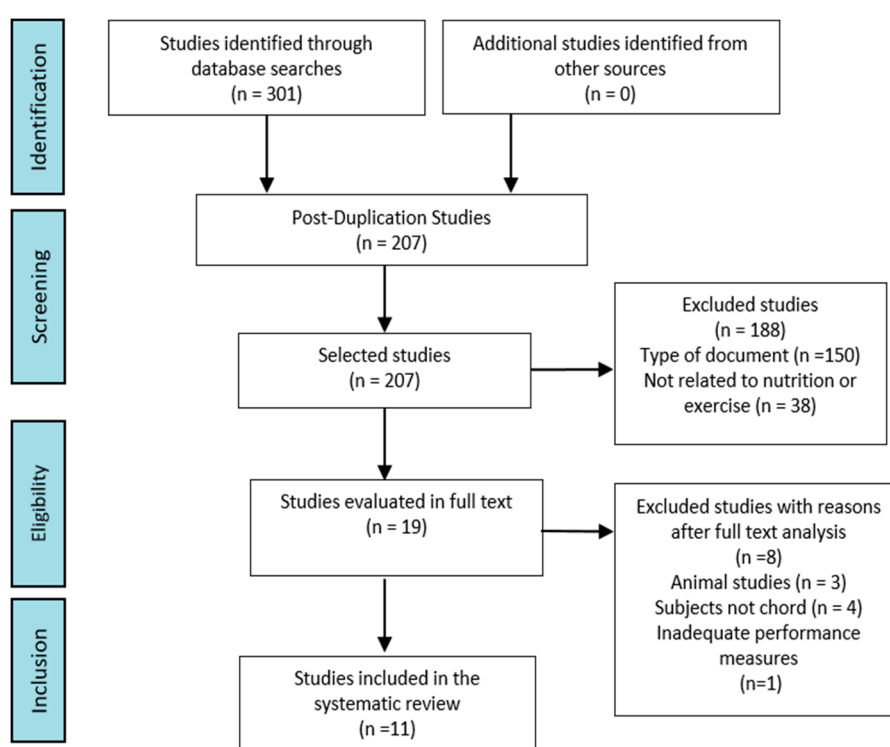 Identification
Studies identified through
database searches
(n = 301)
Additional studies identified from
other sources
(n = 0)
Screening
Post-Duplication Studies
(n = 207)
Selected studies
(n = 207)
Excluded studies
(n = 188)
Type of document (n =150)
Not related to nutrition or
exercise (n = 38)
Eligibility
Studies evaluated in full text
(n = 19)
Excluded studies with reasons
after full text analysis
(n =8)
Animal studies (n = 3)
Subjects not chord (n = 4)
Inadequate performance
measures
(n=1)
Inclusion
Studies included in the
systematic review
(n =11)